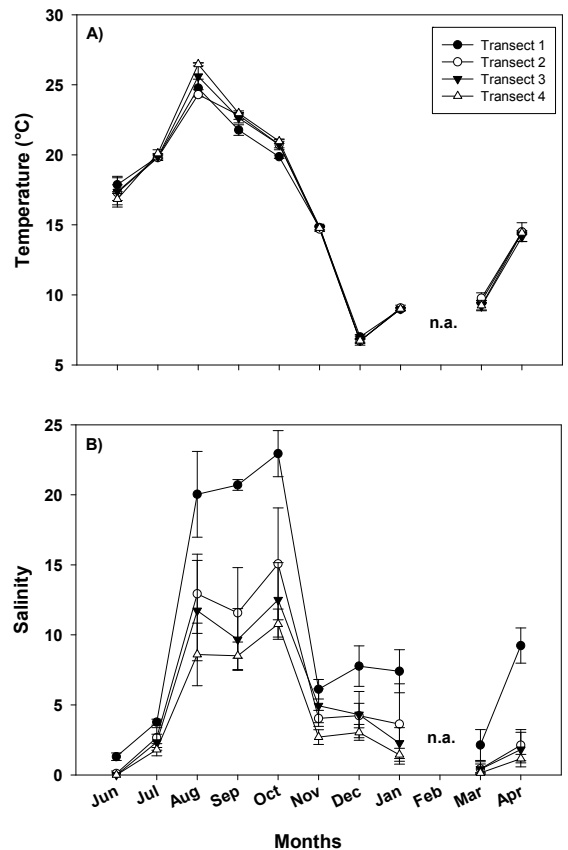 A)
Transect 1
Transect 2
Transect 3
Transect 4
Temperature (°C)
30
25
20
15
10
5
n.a.
B)
Salinity
25
20
15
10
5
0
n.a.
Jun Jul Aug Sep Oct Nov Dec Jan Feb Mar Apr
Months